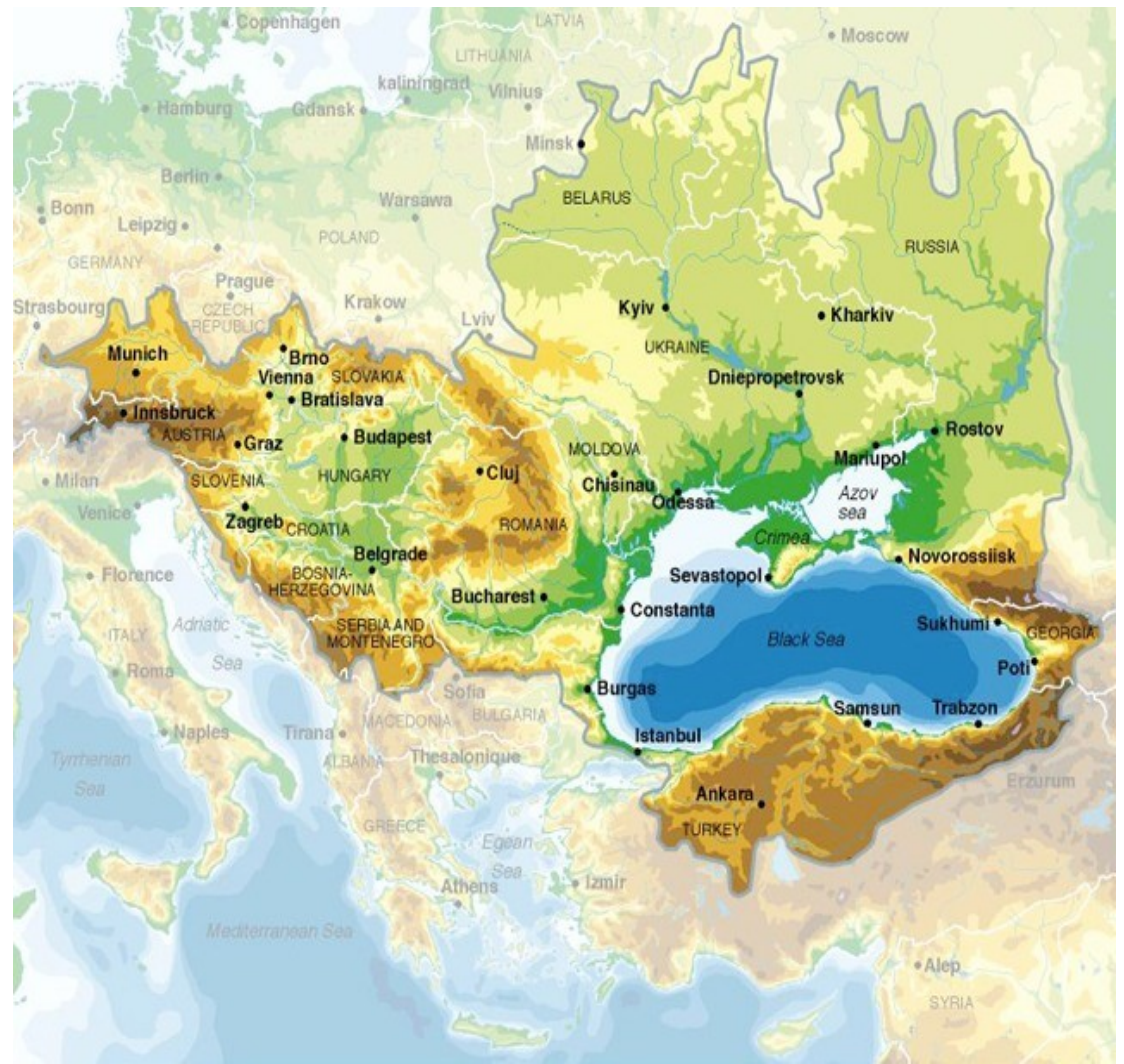 Copenhagen
LATVIA
Moscow
LITHUANIA
kaliningrad
Vilnius
Hamburg
Gdansk
Minsk
Berlin
BELARUS
Warsawa
Bonn
Leipzig
POLAND
RUSSIA
GERMANY
Prague
Strasbourg
CZECH
REPUBLIC
Krakow
Kyiv
Kharkiv
Lviv
UKRAINE
Munich
Brno
Vienna
SLOVAKIA
Dniepropetrovsk
Bratislava
Innsbruck
AUSTRIA
Graz
Budapest
Rostov
MOLDOVA
Mariupol
HUNGARY
Cluj
SLOVENIA
Chisinau
Milan
Odessa
Azov
sea
Venice
Zagreb
CROATIA
ROMANIA
Crimea
Belgrade
Novorossiisk
Florence
BOSNIA-
HERZEGOVINA
Sevastopol
Bucharest
Constanta
Adriatic
Sea
ITALY
SERBIA AND
MONTENEGRO
Black Sea
Sukhumi
GEORGIA
Roma
Poti
Sofia
Burgas
MACEDONIA
BULGARIA
Samsun
Trabzon
Naples
Tirana
Istanbul
Tyrrhenian
Sea
ALBANIA
Thesalonique
Erzurum
Ankara
GREECE
TURKEY
Egean
Sea
Athens
Izmir
Mediterranean Sea
Alep
SYRIA